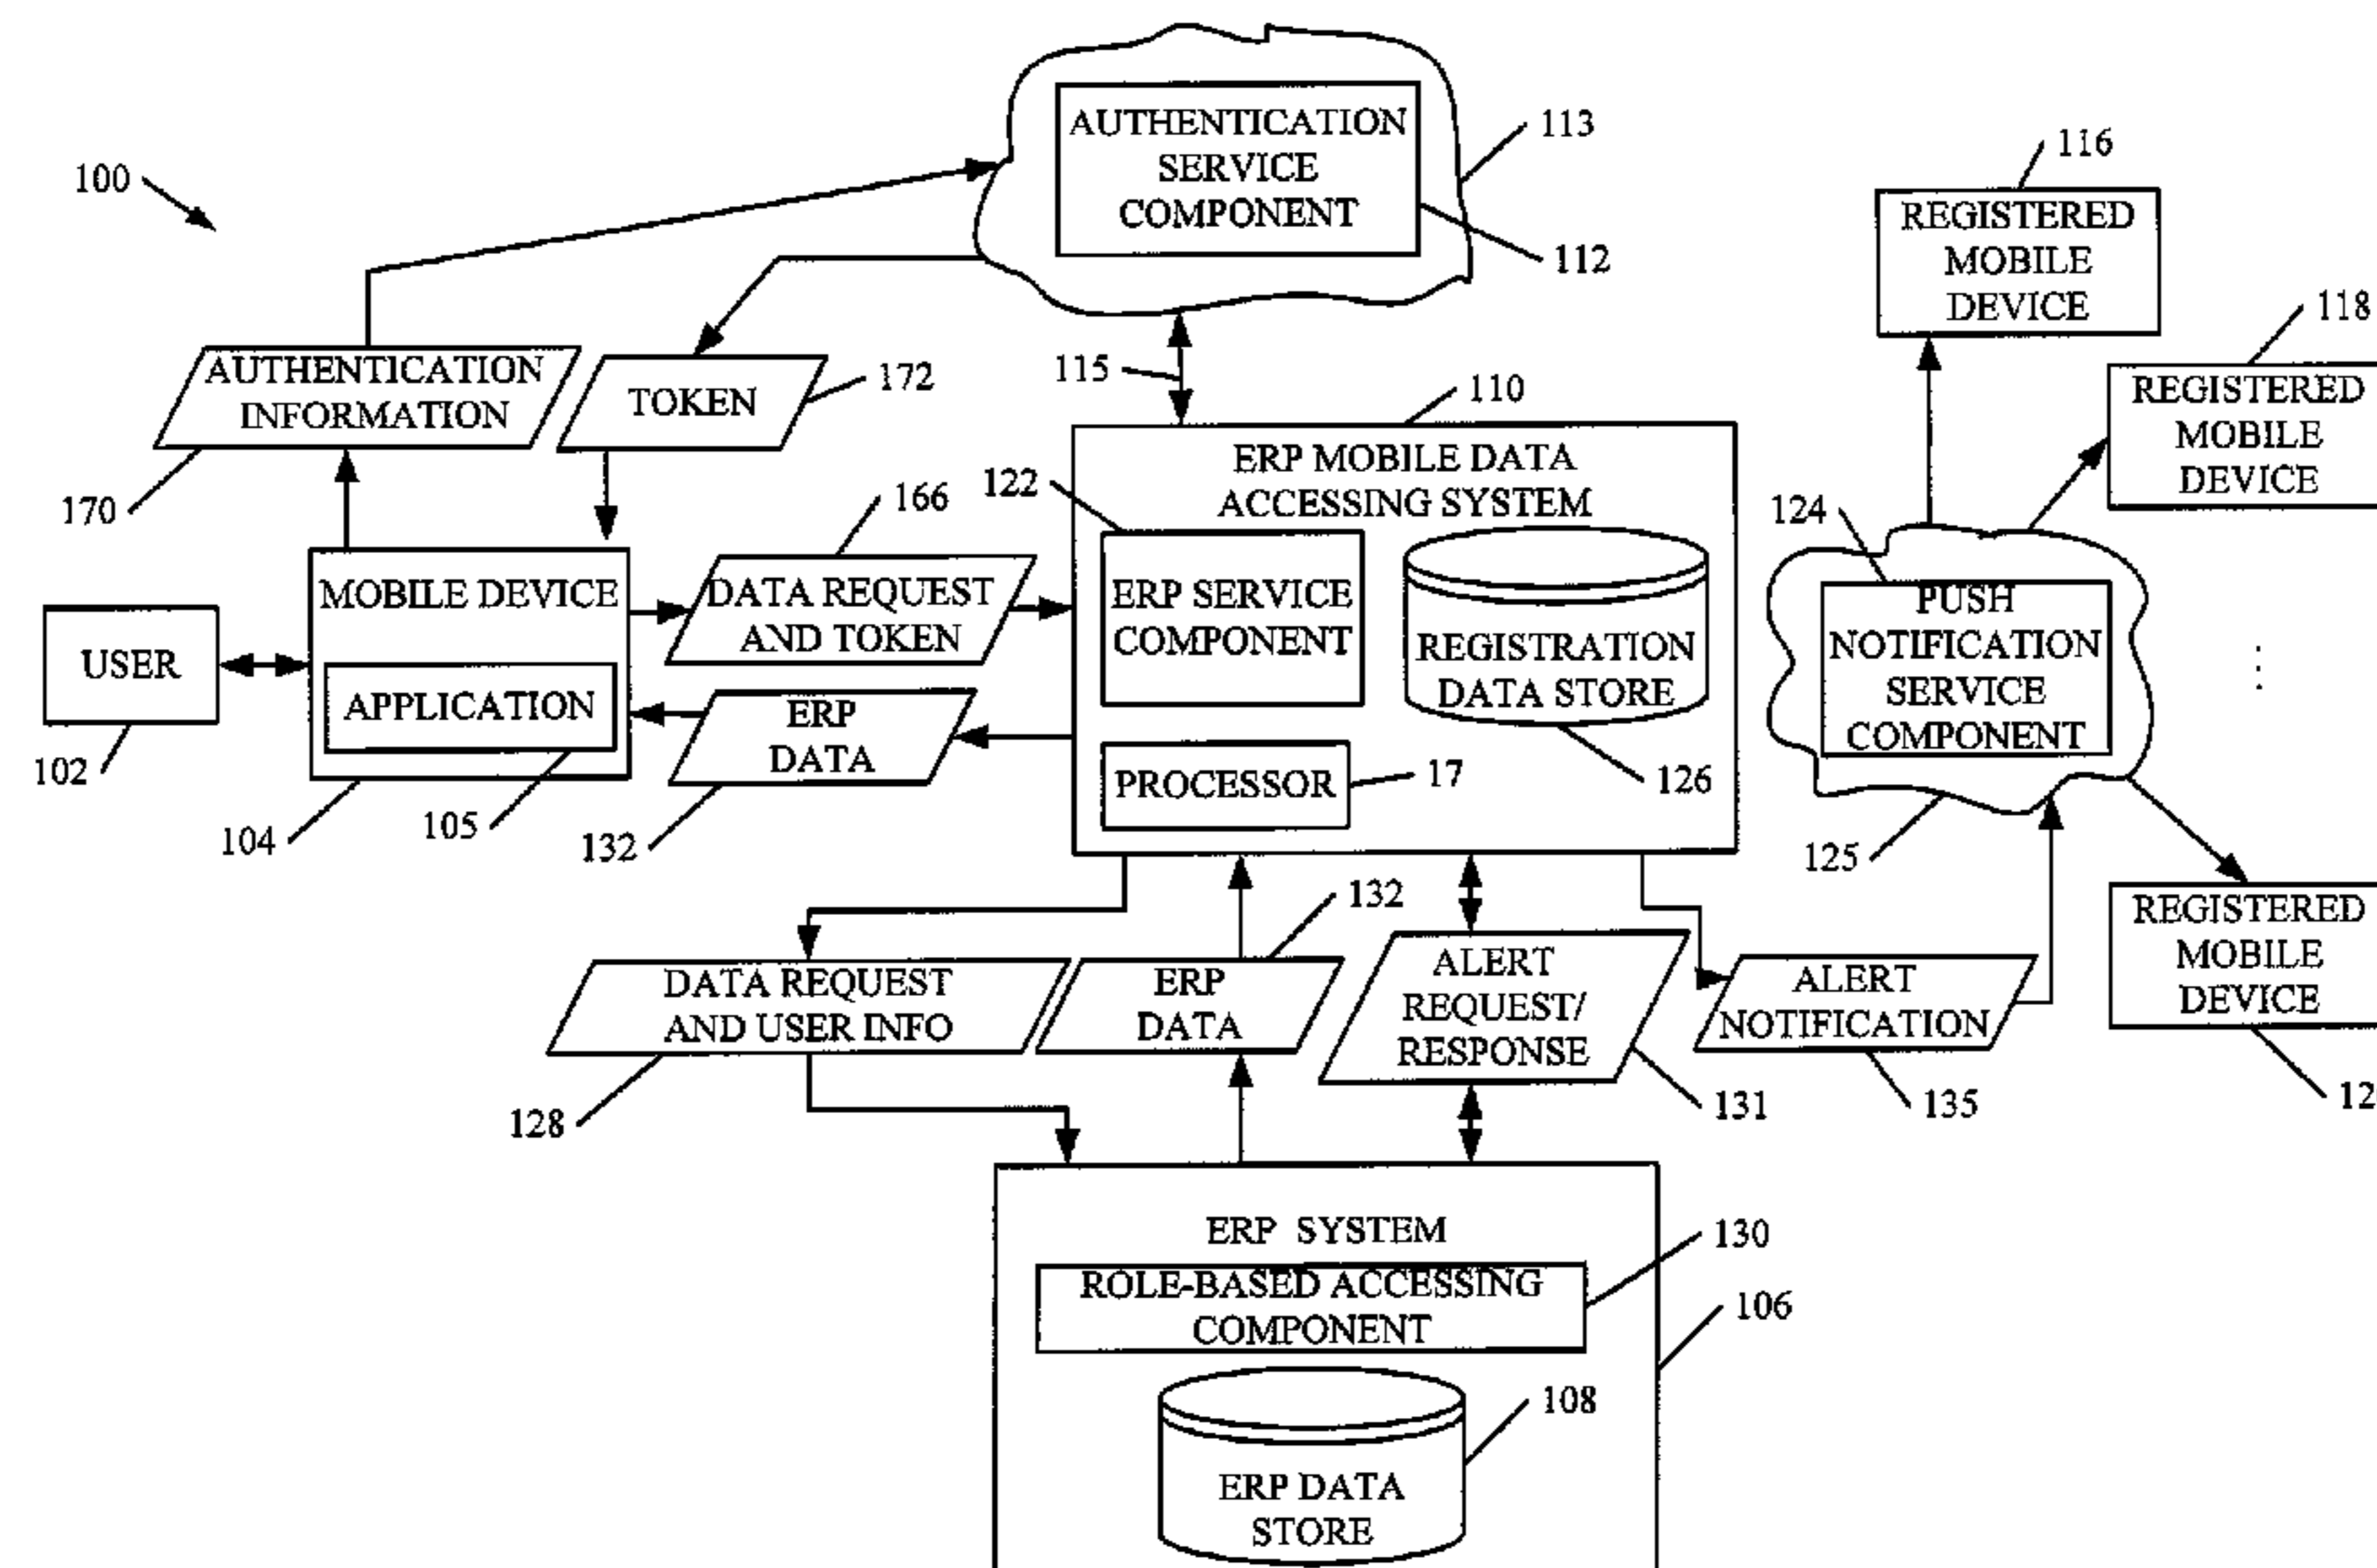 100
AUTHENTICATION
SERVICE
COMPONENT
113
112
116
REGISTERED
MOBILE
DEVICE
118
REGISTERED
MOBILE
DEVICE
AUTHENTICATION
INFORMATION
170
TOKEN
172
115
110
ERP MOBILE DATA
ACCESSING SYSTEM
122
ERP SERVICE
COMPONENT
REGISTRATION
DATA STORE
126
PROCESSOR
17
166
DATA REQUEST
AND TOKEN
MOBILE DEVICE
APPLICATION
USER
102
104
105
ERP
DATA
132
124
PUSH
NOTIFICATION
SERVICE
COMPONENT
125
REGISTERED
MOBILE
DEVICE
DATA REQUEST
AND USER INFO
128
132
ERP
DATA
ALERT
REQUEST/
RESPONSE
131
ALERT
NOTIFICATION
135
ERP SYSTEM
130
ROLE-BASED ACCESSING
COMPONENT
106
108
ERP DATA
STORE